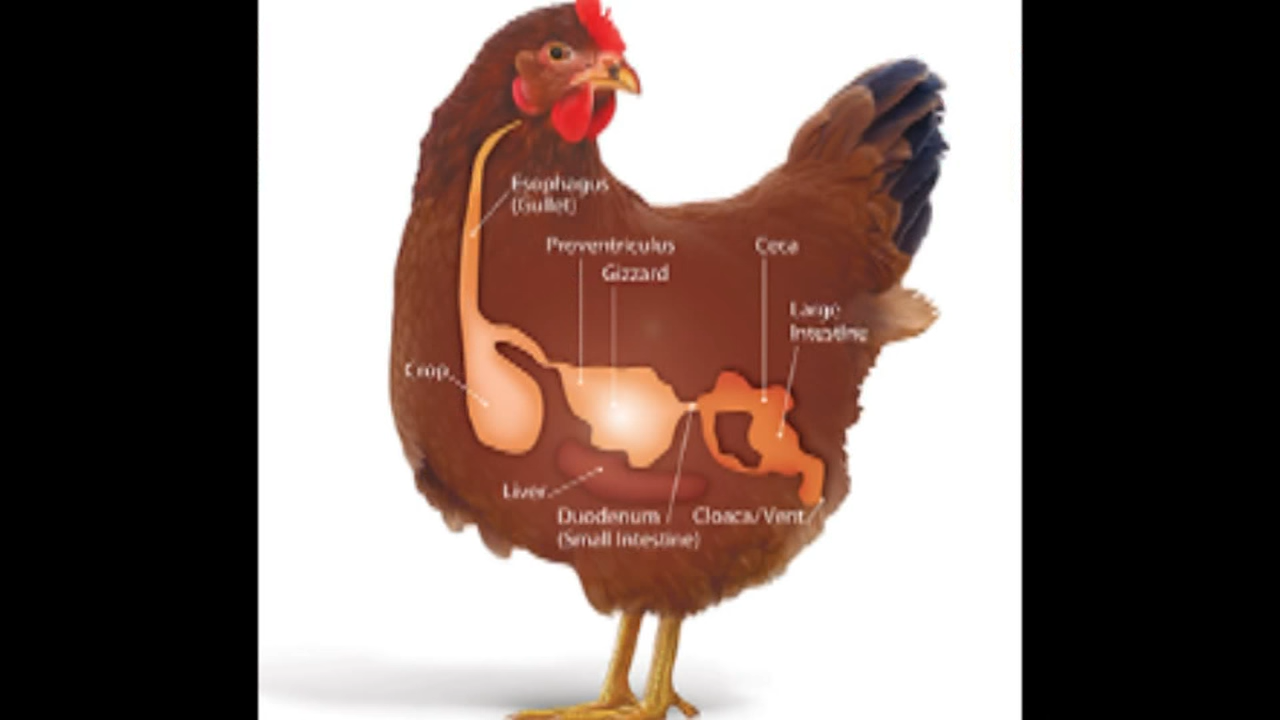 Esophagus
(Gullet)
Proventriculus
Gizzard
Ceca
Large
Intestine
Crop
Liver
Duodenum
(Small Intestine)
Cloaca/Vent